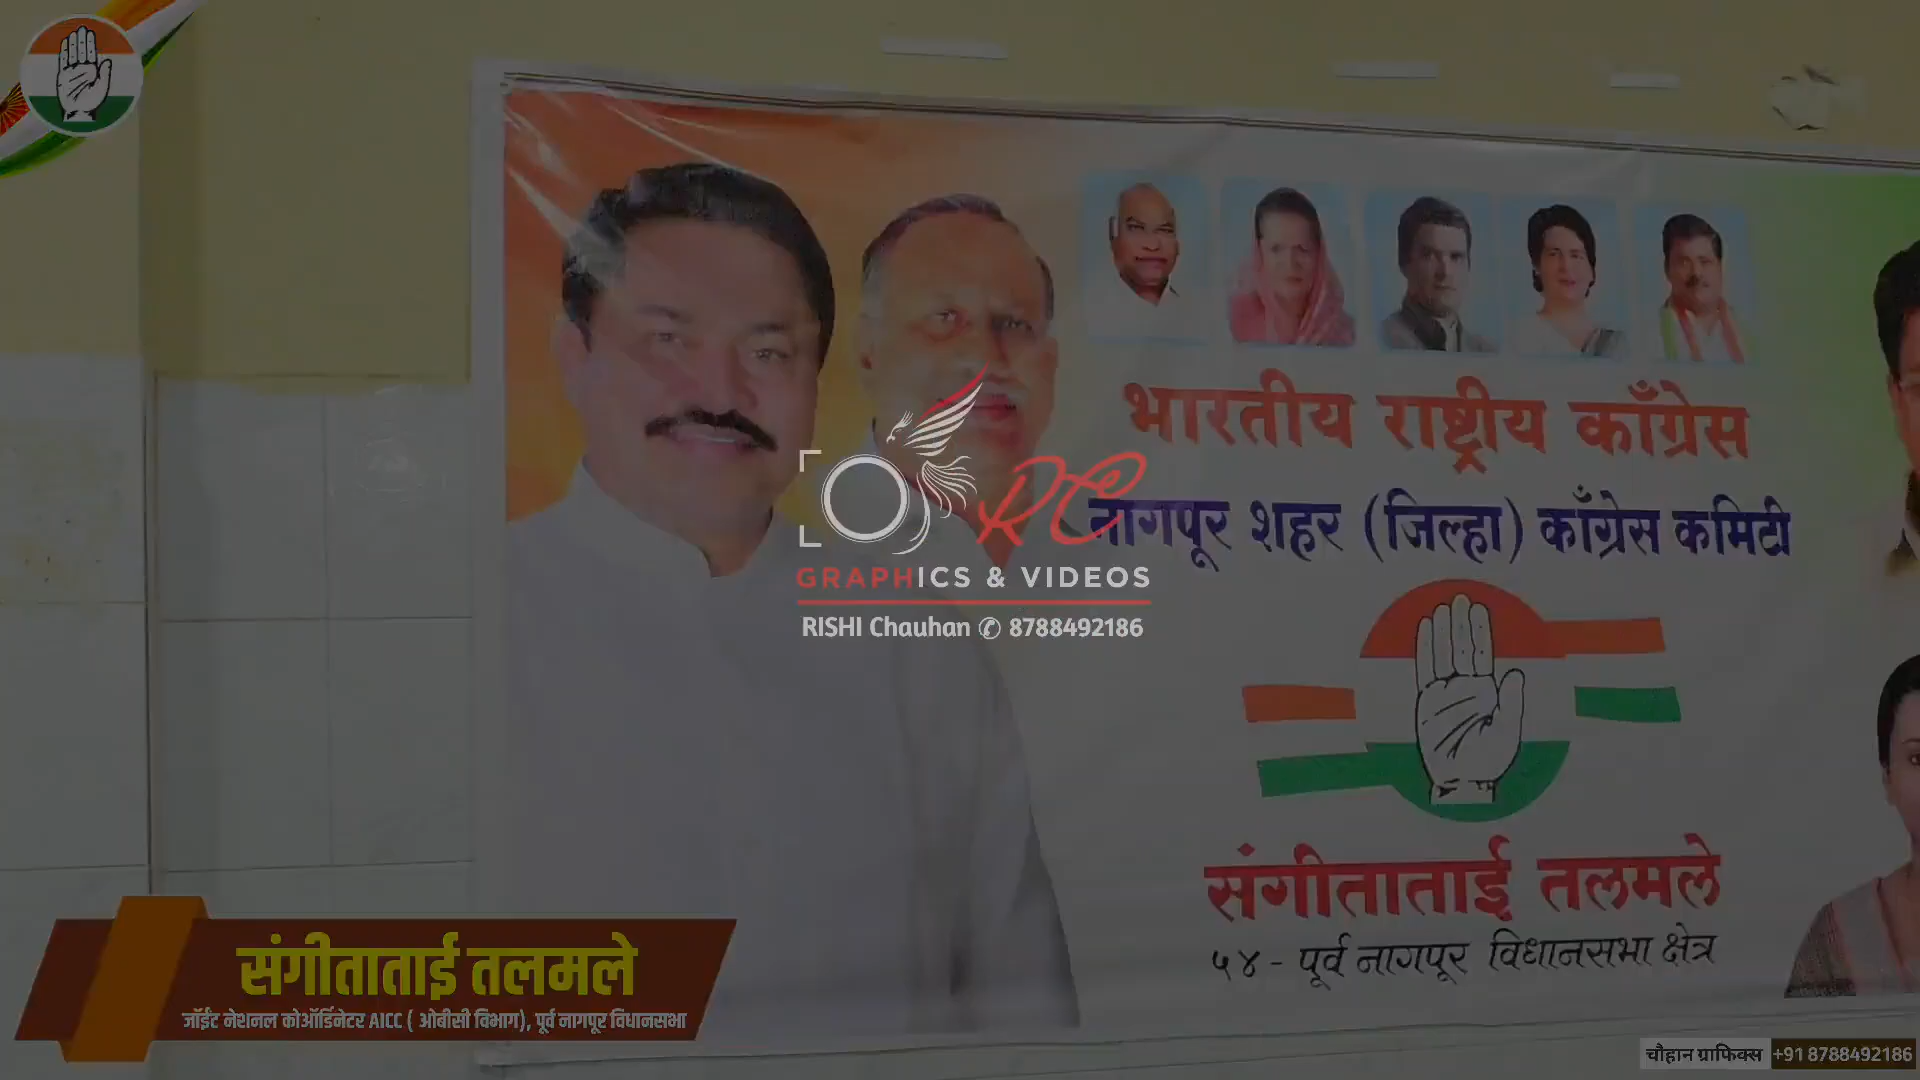 भारतीय राष्ट्रीय काँग्रेस
नागपूर शहर (जिल्हा) काँग्रेस कमिटी
RC
GRAPHICS & VIDEOS
RISHI Chauhan ✆ 8788492186
संगीताताई तलमले
५४- पूर्व नागपूर विधानसभा क्षेत्र
संगीताताई तलमले
जॉईंट नेशनल कोऑर्डिनेटर AICC ( ओबीसी विभाग), पूर्व नागपूर विधानसभा
चौहान ग्राफिक्स +91 8788492186